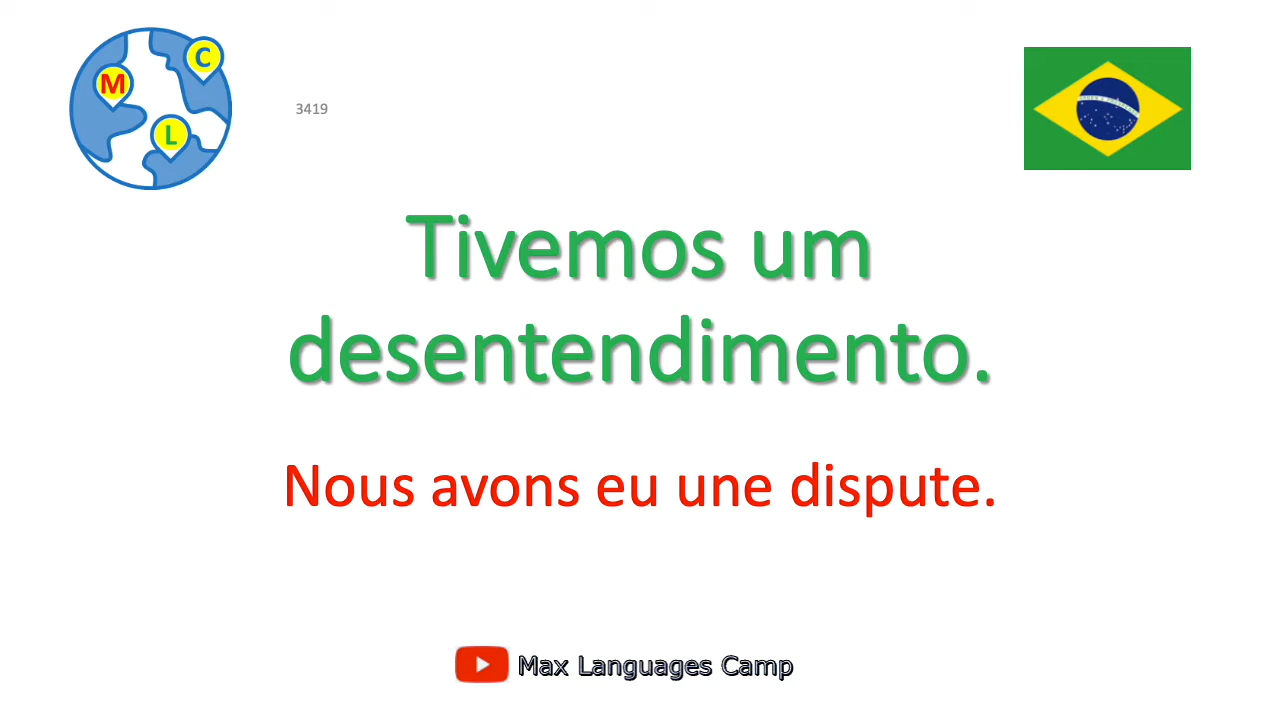 M
C
L
3419
Tivemos um
desentendimento.
Nous avons eu une dispute.
Max Languages Camp